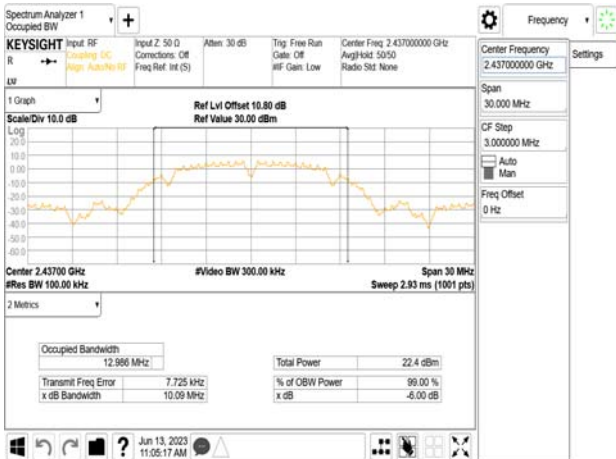 Spectrum Analyzer 1
Occupied BW
Frequency
KEYSIGHT
R
Input: RF
Coupling: DC
Align: Auto/No RF
Input Z: 50 Ω
Corrections: Off
Freq Ref: Int (S)
Atten: 30 dB
Trig: Free Run
Gate: Off
#IF Gain: Low
Center Freq: 2.437000000 GHz
Avg|Hold: 50/50
Radio Std: None
Center Frequency
2.437000000 GHz
Settings
Span
30.000 MHz
CF Step
3.000000 MHz
Auto
Man
Freq Offset
0 Hz
1 Graph
Scale/Div 10.0 dB
Ref Lvl Offset 10.80 dB
Ref Value 30.00 dBm
Log
20.0
10.0
0.00
-10.0
-20.0
-30.0
-40.0
-50.0
-60.0
Center 2.43700 GHz
#Res BW 100.00 kHz
#Video BW 300.00 kHz
Span 30 MHz
Sweep 2.93 ms (1001 pts)
2 Metrics
Occupied Bandwidth
12.986 MHz
Total Power 22.4 dBm
Transmit Freq Error 7.725 kHz
% of OBW Power 99.00 %
x dB Bandwidth 10.09 MHz
x dB -6.00 dB
?
Jun 13, 2023
11:05:17 AM